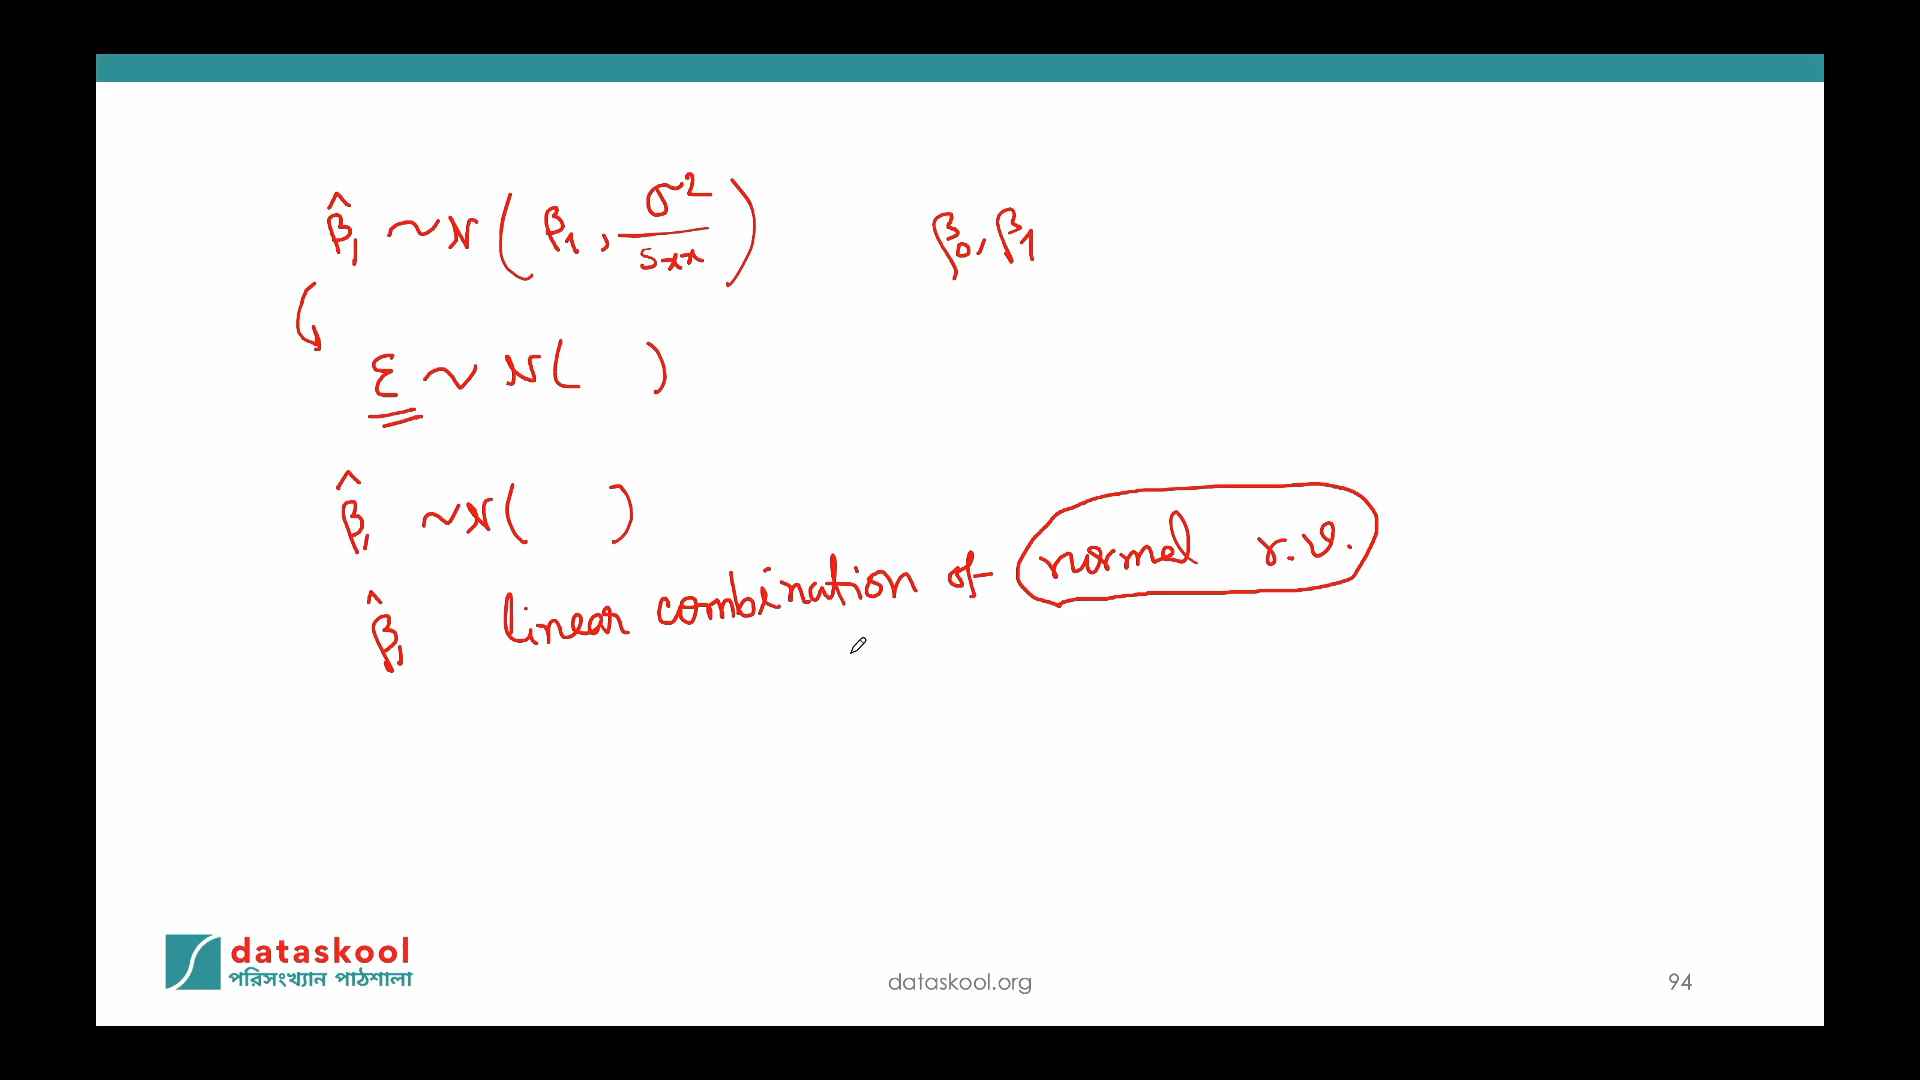 β̂₁ ~ N(β₁, σ²/Sxx)
β₀, β₁
ε ~ N( )
β̂₁ ~ N( )
β̂₁ linear combination of normal r.v.
dataskool
পরিসংখ্যান পাঠশালা
dataskool.org
94